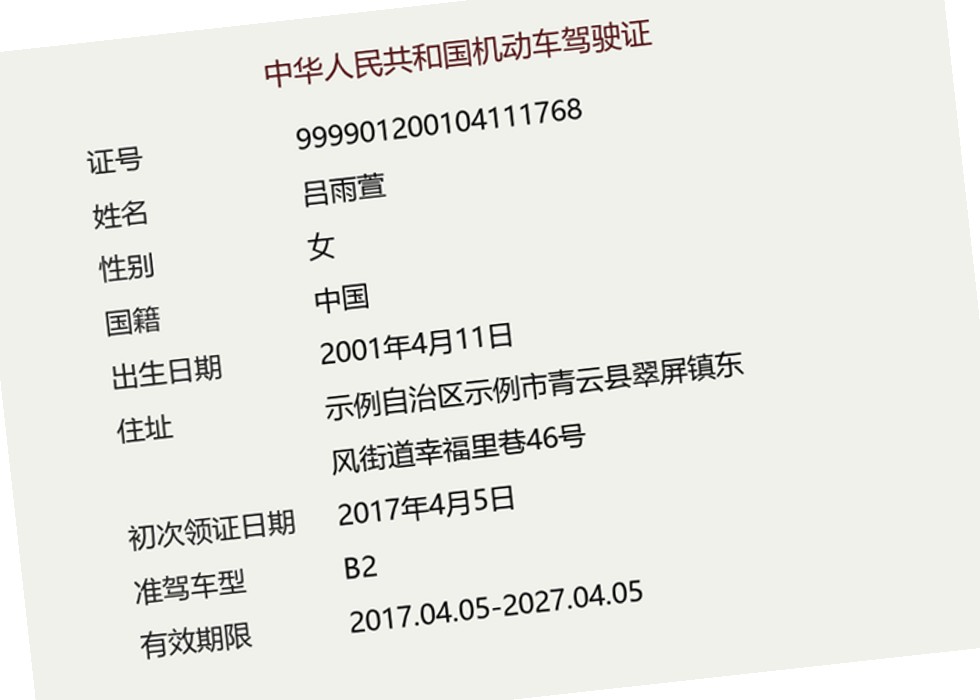 中华人民共和国机动车驾驶证
证号 999901200104111768
姓名 吕雨萱
性别 女
国籍 中国
出生日期 2001年4月11日
住址 示例自治区示例市青云县翠屏镇东
风街道幸福里巷46号
初次领证日期 2017年4月5日
准驾车型 B2
有效期限 2017.04.05-2027.04.05